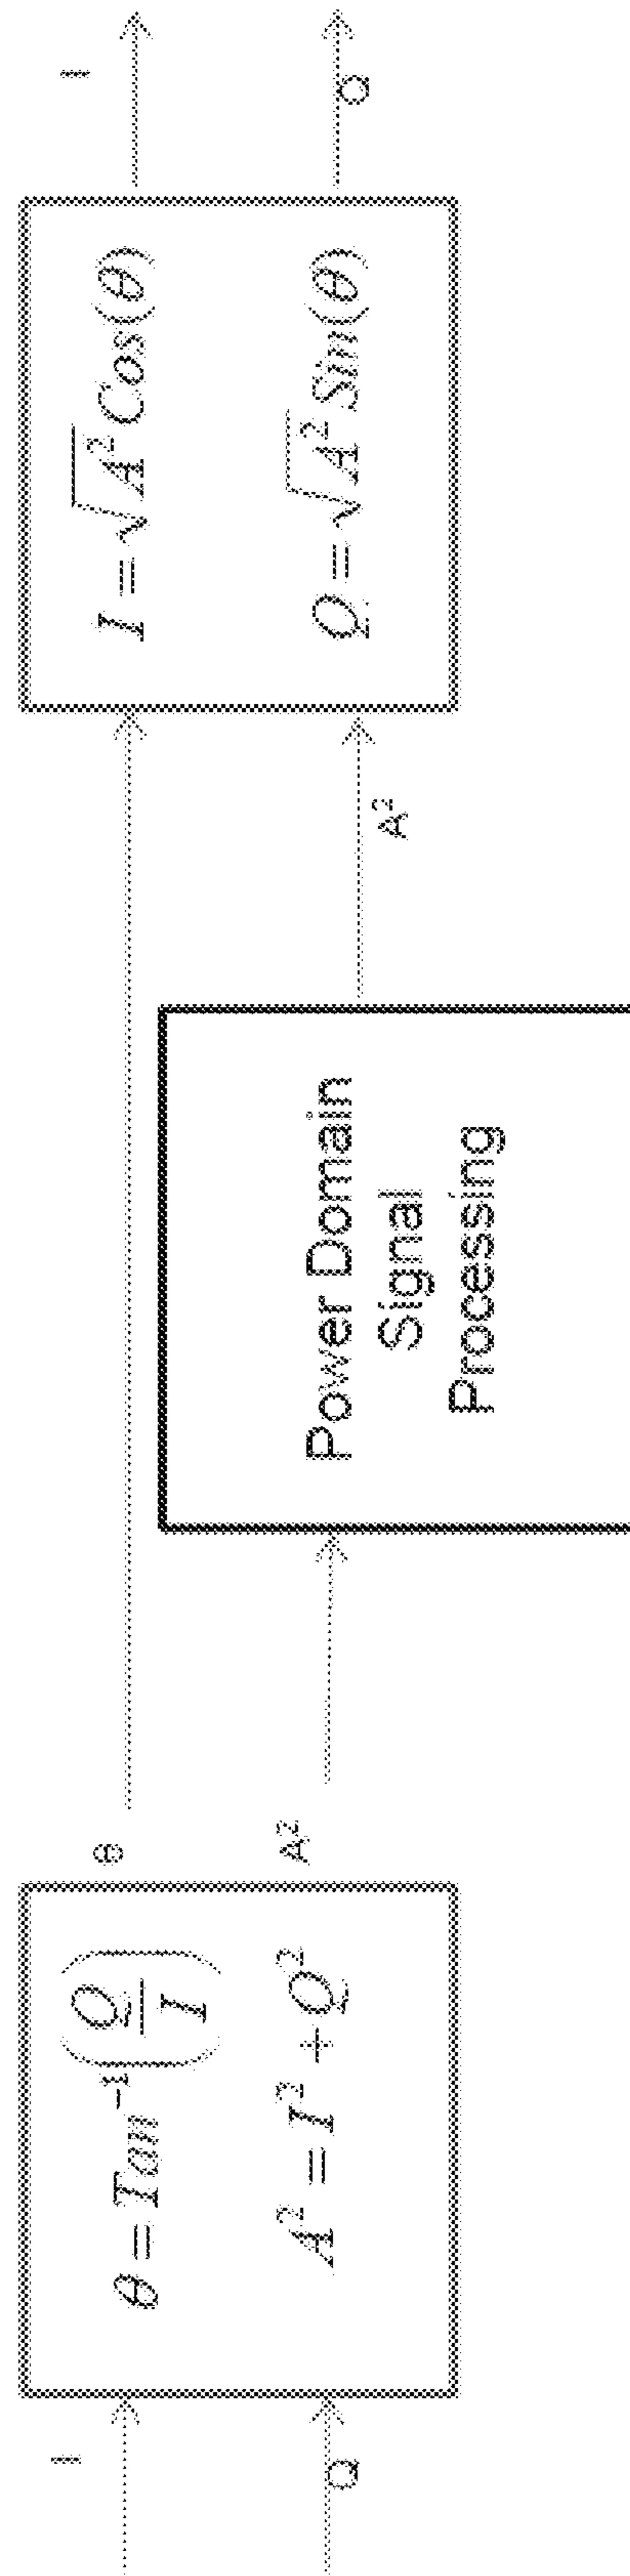 I
Q
θ = Tan⁻¹(Q/I)
A² = I² + Q²
θ
A²
Power Domain
Signal
Processing
A²
I = √A² Cos(θ)
Q = √A² Sin(θ)
I
Q